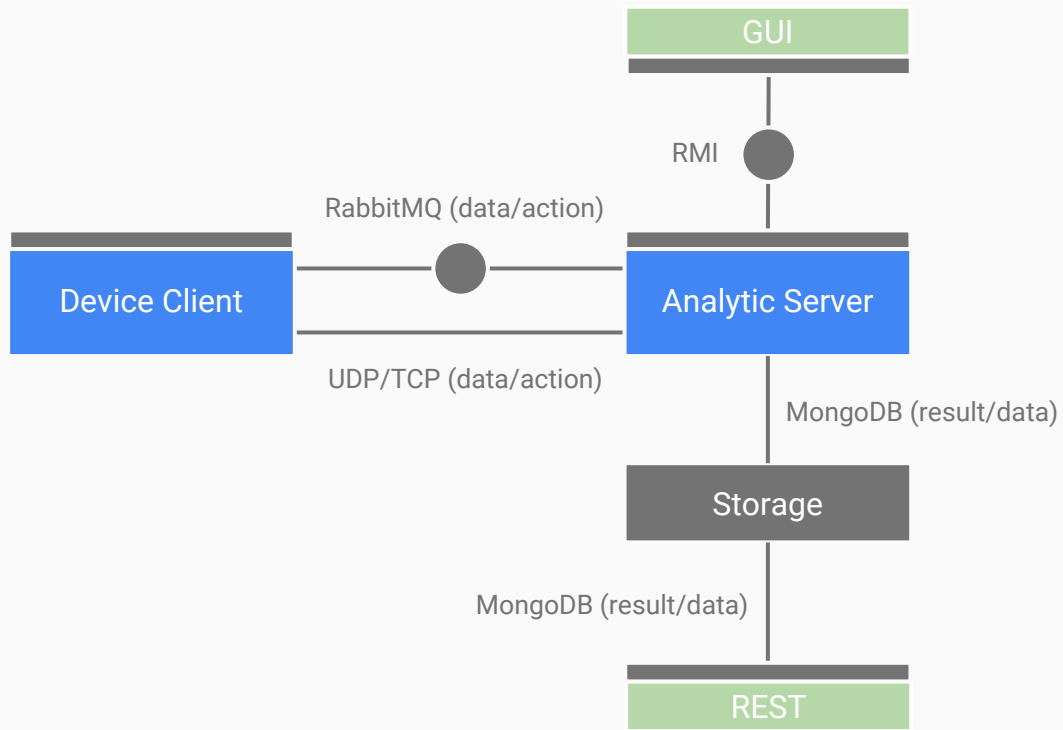 GUI
RMI
RabbitMQ (data/action)
Device Client
Analytic Server
UDP/TCP (data/action)
MongoDB (result/data)
Storage
MongoDB (result/data)
REST